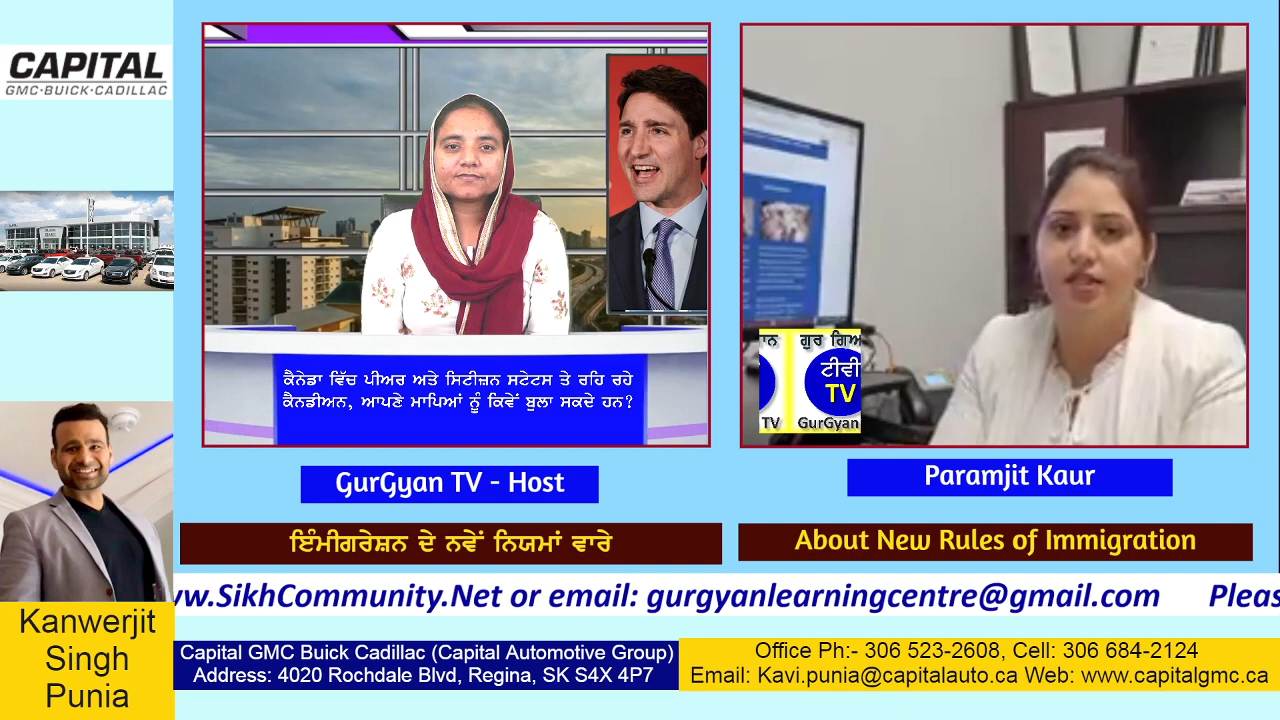 CAPITAL
GMC·BUICK·CADILLAC
ਕੈਨੇਡਾ ਵਿੱਚ ਪੀਅਰ ਅਤੇ ਸਿਟੀਜ਼ਨ ਸਟੇਟਸ ਤੇ ਰਹਿ ਰਹੇ
ਕੈਨਡੀਅਨ, ਆਪਣੇ ਮਾਪਿਆਂ ਨੂੰ ਕਿਵੇਂ ਬੁਲਾ ਸਕਦੇ ਹਨ?
ਗੁਰ ਗਿਆ
ਟੀਵੀ
TV
TV GurGyan
GurGyan TV - Host
Paramjit Kaur
ਇੰਮੀਗਰੇਸ਼ਨ ਦੇ ਨਵੇਂ ਨਿਯਮਾਂ ਵਾਰੇ
About New Rules of Immigration
w.SikhCommunity.Net or email: gurgyanlearningcentre@gmail.com Pleas
Kanwerjit
Singh
Punia
Capital GMC Buick Cadillac (Capital Automotive Group)
Address: 4020 Rochdale Blvd, Regina, SK S4X 4P7
Office Ph:- 306 523-2608, Cell: 306 684-2124
Email: Kavi.punia@capitalauto.ca Web: www.capitalgmc.ca